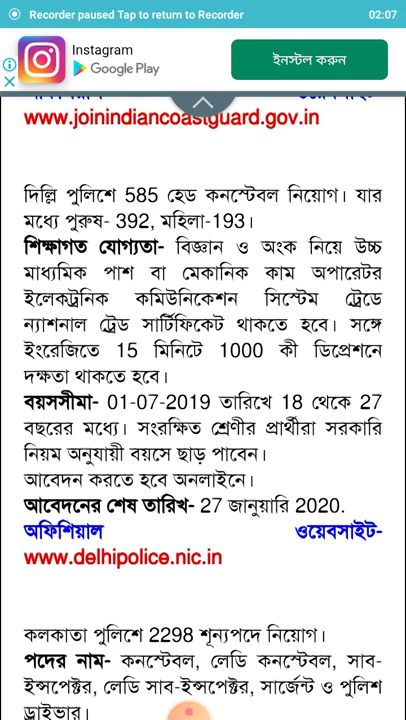 Recorder paused Tap to return to Recorder 02:07
Instagram
Google Play
ইনস্টল করুন
www.joinindiancoastguard.gov.in
দিল্লি পুলিশে 585 হেড কনস্টেবল নিয়োগ। যার
মধ্যে পুরুষ- 392, মহিলা-193।
শিক্ষাগত যোগ্যতা- বিজ্ঞান ও অংক নিয়ে উচ্চ
মাধ্যমিক পাশ বা মেকানিক কাম অপারেটর
ইলেকট্রনিক কমিউনিকেশন সিস্টেম ট্রেডে
ন্যাশনাল ট্রেড সার্টিফিকেট থাকতে হবে। সঙ্গে
ইংরেজিতে 15 মিনিটে 1000 কী ডিপ্রেশনে
দক্ষতা থাকতে হবে।
বয়সসীমা- 01-07-2019 তারিখে 18 থেকে 27
বছরের মধ্যে। সংরক্ষিত শ্রেণীর প্রার্থীরা সরকারি
নিয়ম অনুযায়ী বয়সে ছাড় পাবেন।
আবেদন করতে হবে অনলাইনে।
আবেদনের শেষ তারিখ- 27 জানুয়ারি 2020.
অফিশিয়াল ওয়েবসাইট-
www.delhipolice.nic.in
কলকাতা পুলিশে 2298 শূন্যপদে নিয়োগ।
পদের নাম- কনস্টেবল, লেডি কনস্টেবল, সাব-
ইন্সপেক্টর, লেডি সাব-ইন্সপেক্টর, সার্জেন্ট ও পুলিশ
ড্রাইভার।